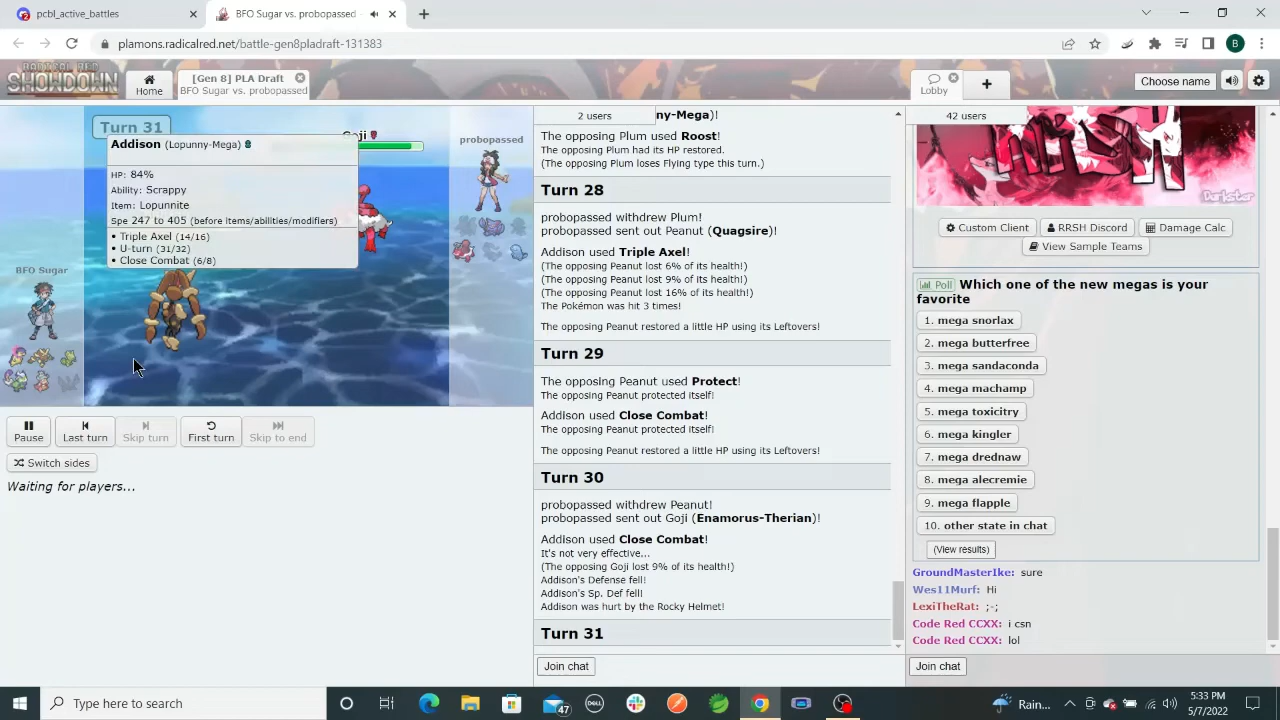 pcbl_active_battles
BFO Sugar vs. probopassed
plamons.radicalred.net/battle-gen8pladraft-131383
B
RADICAL RED
SHOWDOWN
Home
[Gen 8] PLA Draft
BFO Sugar vs. probopassed
Lobby
Choose name
Turn 31
Goji
Addison (Lopunny-Mega)
HP: 84%
Ability: Scrappy
Item: Lopunnite
Spe 247 to 405 (before items/abilities/modifiers)
• Triple Axel (14/16)
• U-turn (31/32)
• Close Combat (6/8)
BFO Sugar
probopassed
Pause
Last turn
Skip turn
First turn
Skip to end
Switch sides
Waiting for players...
2 users
ny-Mega)!
The opposing Plum used Roost!
The opposing Plum had its HP restored.
(The opposing Plum loses Flying type this turn.)
Turn 28
probopassed withdrew Plum!
probopassed sent out Peanut (Quagsire)!
Addison used Triple Axel!
(The opposing Peanut lost 6% of its health!)
(The opposing Peanut lost 9% of its health!)
(The opposing Peanut lost 16% of its health!)
The Pokémon was hit 3 times!
The opposing Peanut restored a little HP using its Leftovers!
Turn 29
The opposing Peanut used Protect!
The opposing Peanut protected itself!
Addison used Close Combat!
The opposing Peanut protected itself!
The opposing Peanut restored a little HP using its Leftovers!
Turn 30
probopassed withdrew Peanut!
probopassed sent out Goji (Enamorus-Therian)!
Addison used Close Combat!
It's not very effective...
(The opposing Goji lost 9% of its health!)
Addison's Defense fell!
Addison's Sp. Def fell!
Addison was hurt by the Rocky Helmet!
Turn 31
Join chat
42 users
Darkster
Custom Client
RRSH Discord
Damage Calc
View Sample Teams
Poll Which one of the new megas is your
favorite
1. mega snorlax
2. mega butterfree
3. mega sandaconda
4. mega machamp
5. mega toxicity
6. mega kingler
7. mega drednaw
8. mega alecremie
9. mega flapple
10. other state in chat
(View results)
GroundMasterIke: sure
Wes11Murf: Hi
LexiTheRat: ;-;
Code Red CCXX: i csn
Code Red CCXX: lol
Join chat
Type here to search
47
DELL
Rain...
5:33 PM
5/7/2022